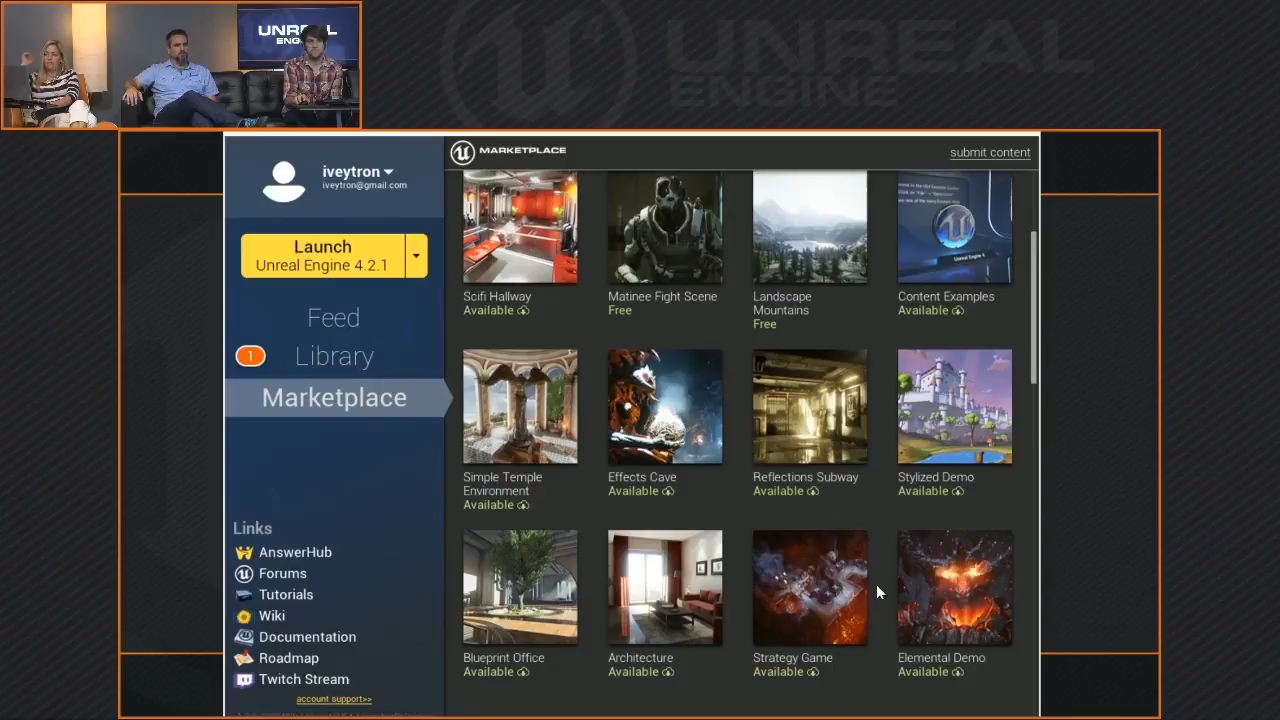 UNREAL
ENGINE
UNREAL
ENGINE
iveytron
iveytron@gmail.com
Launch
Unreal Engine 4.2.1
Feed
1
Library
Marketplace
Links
AnswerHub
Forums
Tutorials
Wiki
Documentation
Roadmap
Twitch Stream
account support>>
MARKETPLACE
submit content
Scifi Hallway
Available
Matinee Fight Scene
Free
Landscape
Mountains
Free
Unreal Engine 4
Content Examples
Available
Simple Temple
Environment
Available
Effects Cave
Available
Reflections Subway
Available
Stylized Demo
Available
Blueprint Office
Available
Architecture
Available
Strategy Game
Available
Elemental Demo
Available